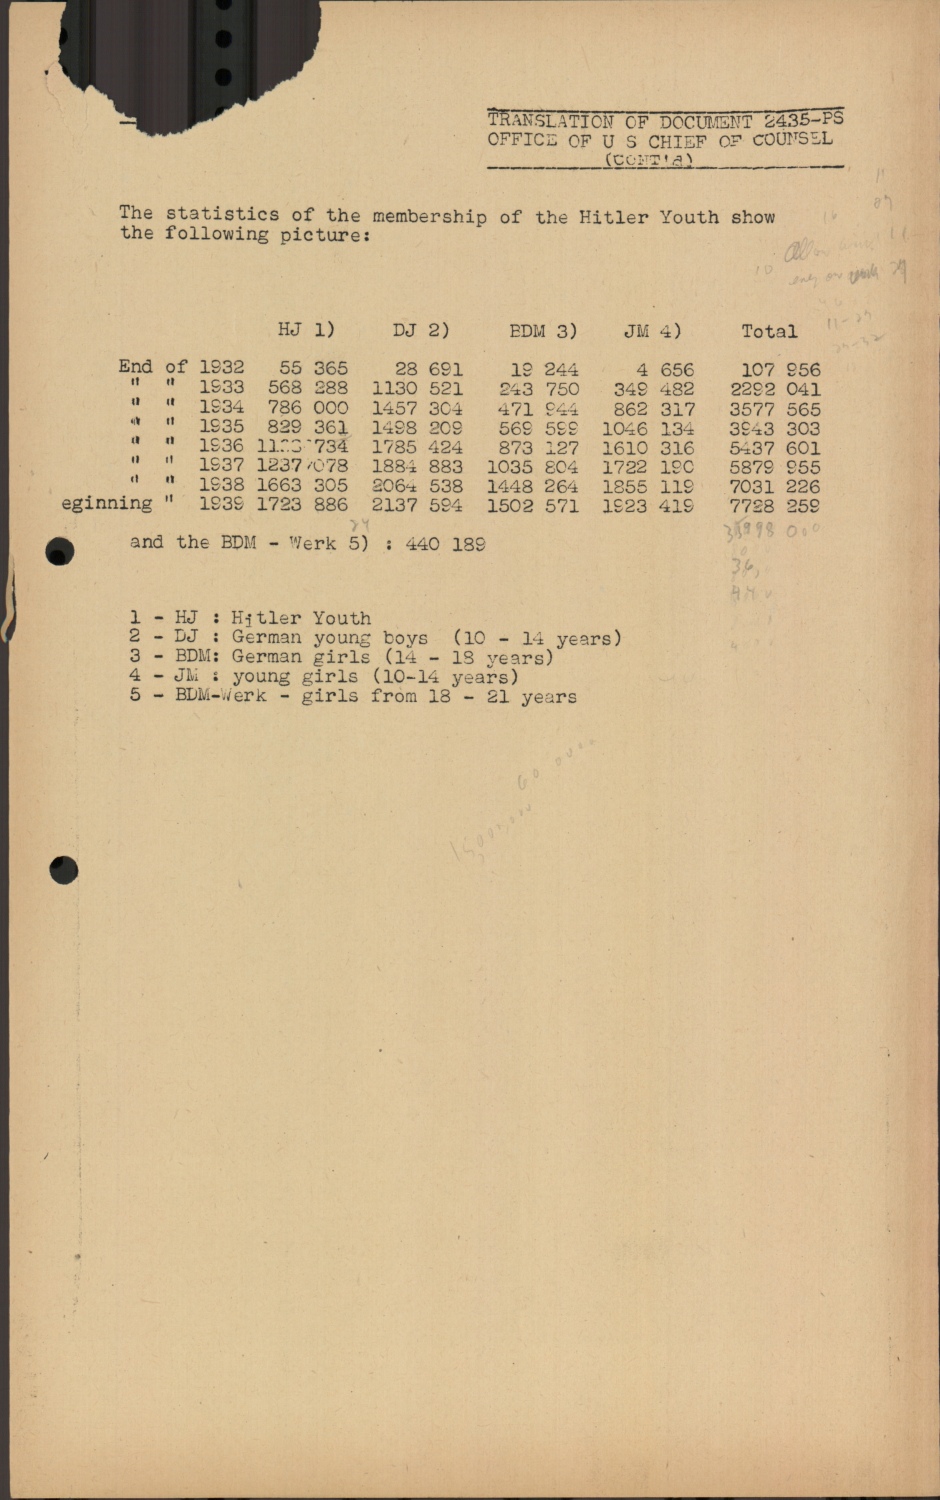 TRANSLATION OF DOCUMENT 2435-PS
OFFICE OF U S CHIEF OF COUNSEL
(CONT'd)
The statistics of the membership of the Hitler Youth show
the following picture:
HJ 1) DJ 2) BDM 3) JM 4) Total
End of 1932 55 365 28 691 19 244 4 656 107 956
" " 1933 568 288 1130 521 243 750 349 482 2292 041
" " 1934 786 000 1457 304 471 944 862 317 3577 565
" " 1935 829 361 1498 209 569 599 1046 134 3943 303
" " 1936 734 1785 424 873 127 1610 316 5437 601
" " 1937 1237 078 1884 883 1035 804 1722 190 5879 955
" " 1938 1663 305 2064 538 1448 264 1855 119 7031 226
eginning " 1939 1723 886 2137 594 1502 571 1923 419 7728 259
and the BDM - Werk 5) : 440 189
1 - HJ : Hitler Youth
2 - DJ : German young boys (10 - 14 years)
3 - BDM: German girls (14 - 18 years)
4 - JM : young girls (10-14 years)
5 - BDM-Werk - girls from 18 - 21 years